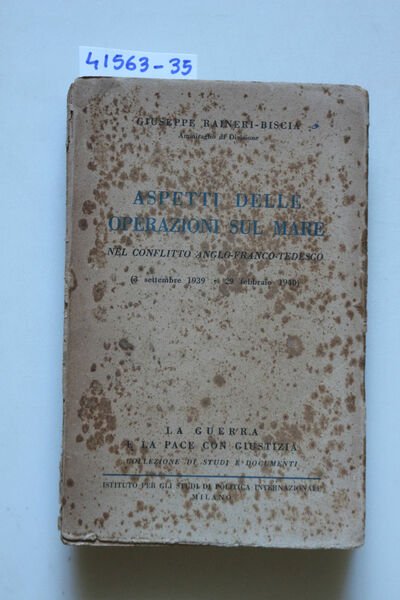 41563-35
GIUSEPPE RAINERI-BISCIA
Ammiraglio di Divisione
ASPETTI DELLE
OPERAZIONI SUL MARE
NEL CONFLITTO ANGLO-FRANCO-TEDESCO
(3 settembre 1939 - 29 febbraio 1940)
LA GUERRA
E LA PACE CON GIUSTIZIA
COLLEZIONE DI STUDI E DOCUMENTI
ISTITUTO PER GLI STUDI DI POLITICA INTERNAZIONALE
MILANO